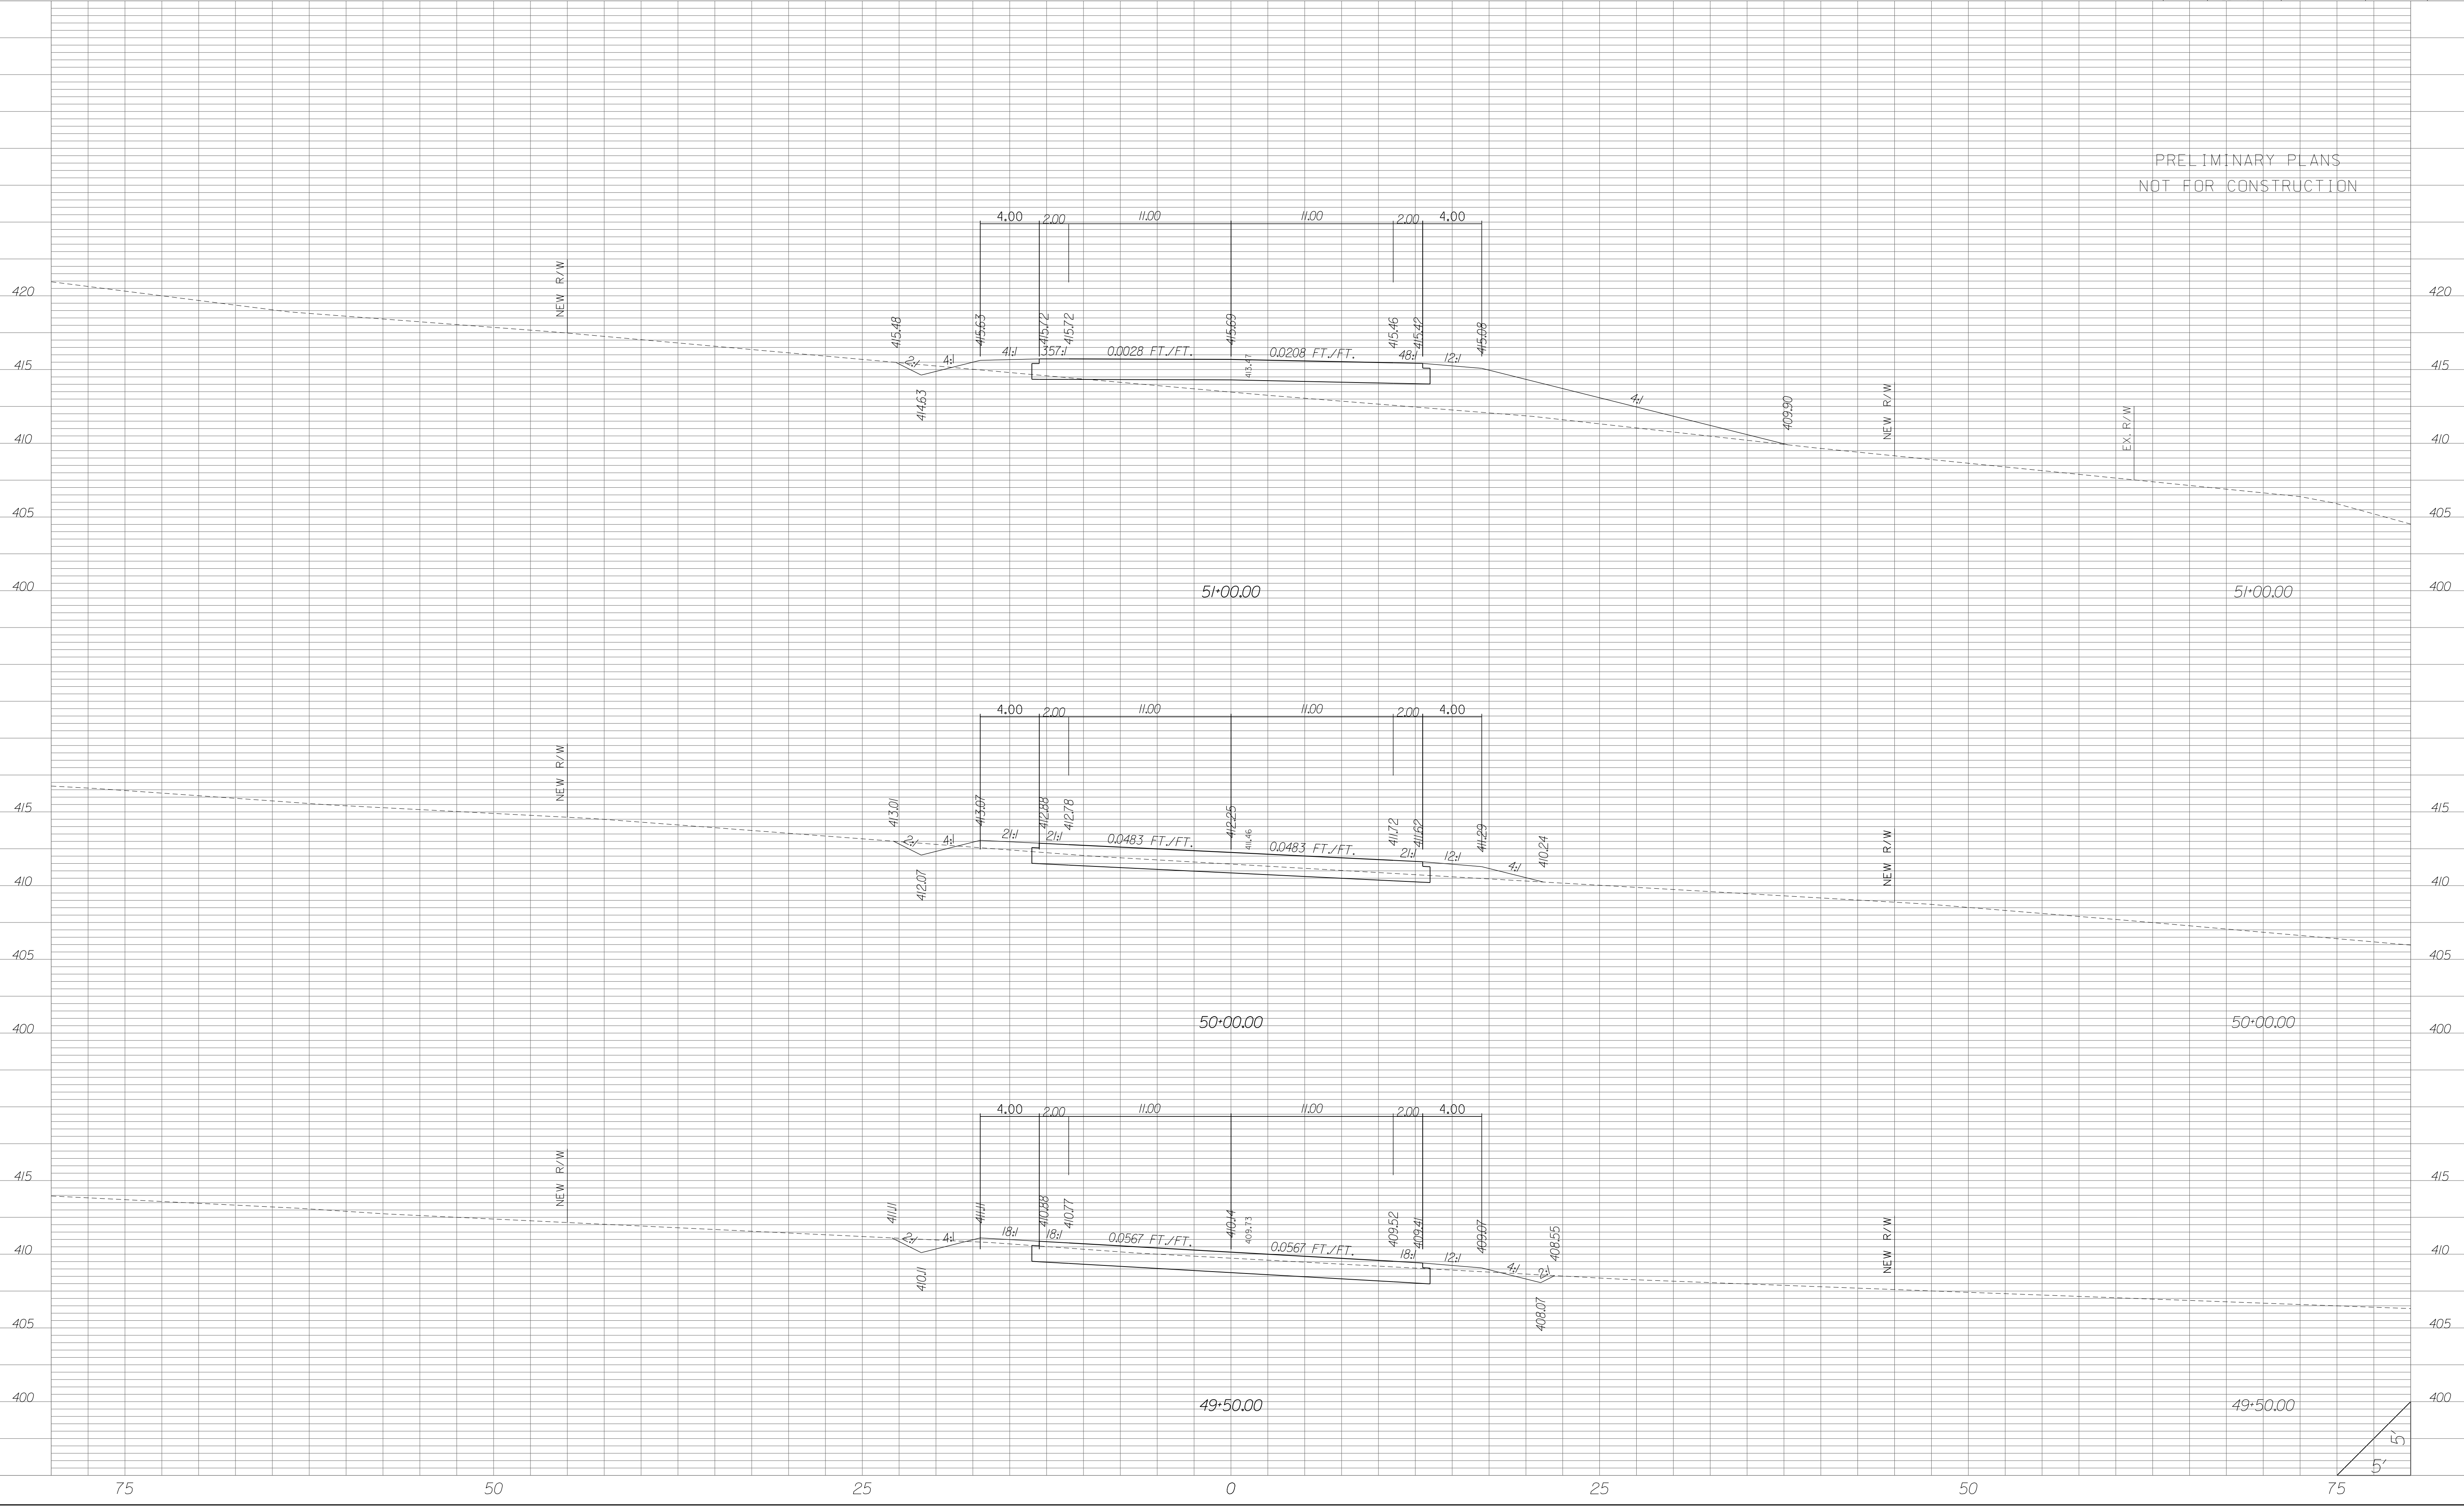 PRELIMINARY PLANS
NOT FOR CONSTRUCTION
4.00 2.00 11.00 11.00 2.00 4.00
NEW R/W
420 420
415.48 415.63 415.72 415.72 415.69 415.46 415.42 415.08
2:1 4:1 41:1 357:1 0.0028 FT./FT. 0.0208 FT./FT. 48:1 12:1
413.47
415 415
414.63
4:1
409.90
NEW R/W
EX. R/W
410 410
405 405
400 51+00.00 51+00.00 400
4.00 2.00 11.00 11.00 2.00 4.00
NEW R/W
415 415
413.01 413.07 412.88 412.78 412.25 411.72 411.62 411.29 410.24
2:1 4:1 21:1 21:1 0.0483 FT./FT. 0.0483 FT./FT. 21:1 12:1 4:1
411.46
NEW R/W
412.07
410 410
405 405
50+00.00 50+00.00
400 400
4.00 2.00 11.00 11.00 2.00 4.00
NEW R/W
415 415
411.11 411.11 410.88 410.77 410.14 409.52 409.41 409.07 408.55
2:1 4:1 18:1 18:1 0.0567 FT./FT. 0.0567 FT./FT. 18:1 12:1 4:1 2:1
409.73
NEW R/W
410 410
410.11
408.07
405 405
400 400
49+50.00 49+50.00
5'
5'
75 50 25 0 25 50 75